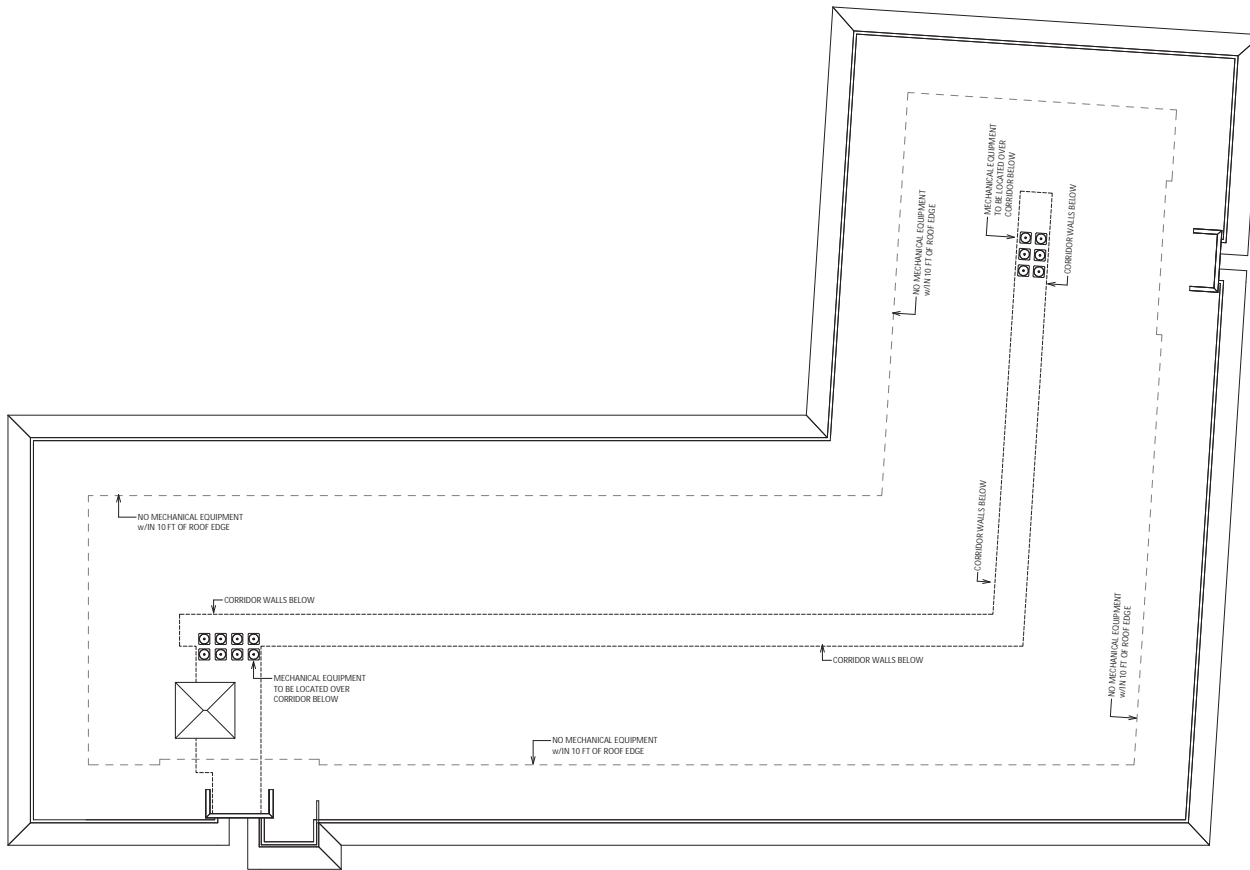 MECHANICAL EQUIPMENT
TO BE LOCATED OVER
CORRIDOR BELOW
NO MECHANICAL EQUIPMENT
w/IN 10 FT OF ROOF EDGE
CORRIDOR WALLS BELOW
NO MECHANICAL EQUIPMENT
w/IN 10 FT OF ROOF EDGE
CORRIDOR WALLS BELOW
CORRIDOR WALLS BELOW
NO MECHANICAL EQUIPMENT
w/IN 10 FT OF ROOF EDGE
CORRIDOR WALLS BELOW
MECHANICAL EQUIPMENT
TO BE LOCATED OVER
CORRIDOR BELOW
NO MECHANICAL EQUIPMENT
w/IN 10 FT OF ROOF EDGE